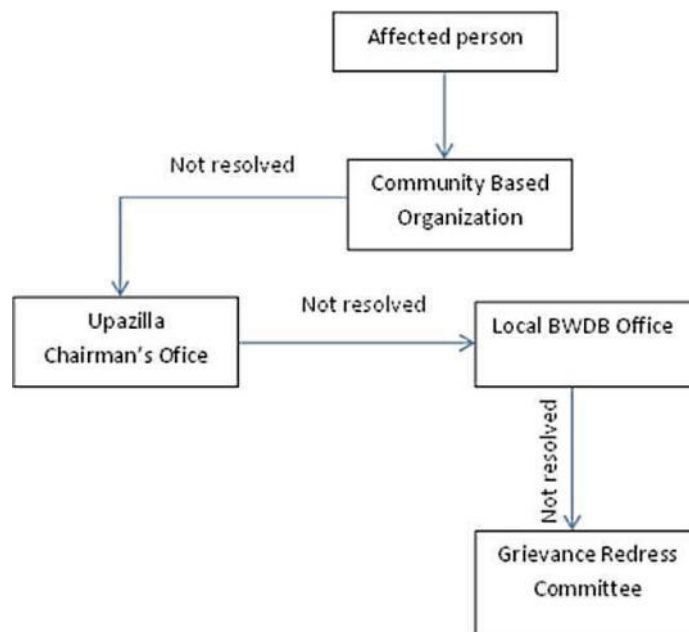 Affected person
Not resolved
Community Based
Organization
Not resolved
Upazilla
Chairman's Ofice
Local BWDB Office
Not resolved
Grievance Redress
Committee